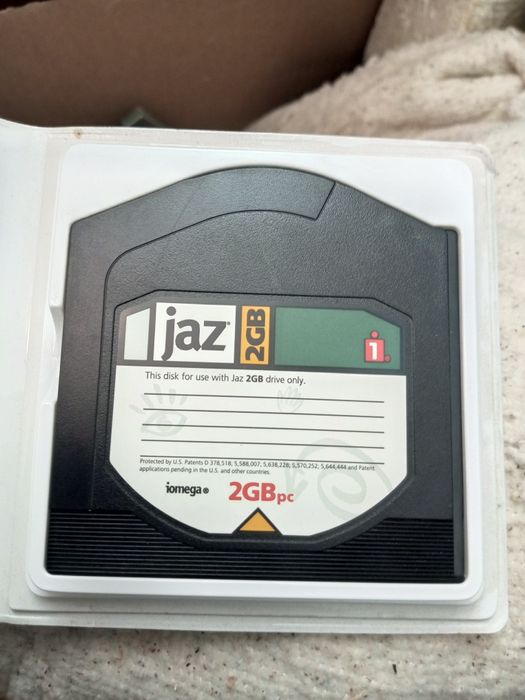 jaz® 2GB
1.
This disk for use with Jaz 2GB drive only.
Protected by U.S. Patents D 378,518; 5,588,007; 5,638,228; 5,570,252; 5,644,444 and Patent
applications pending in the U.S. and other countries.
iomega® 2GB pc